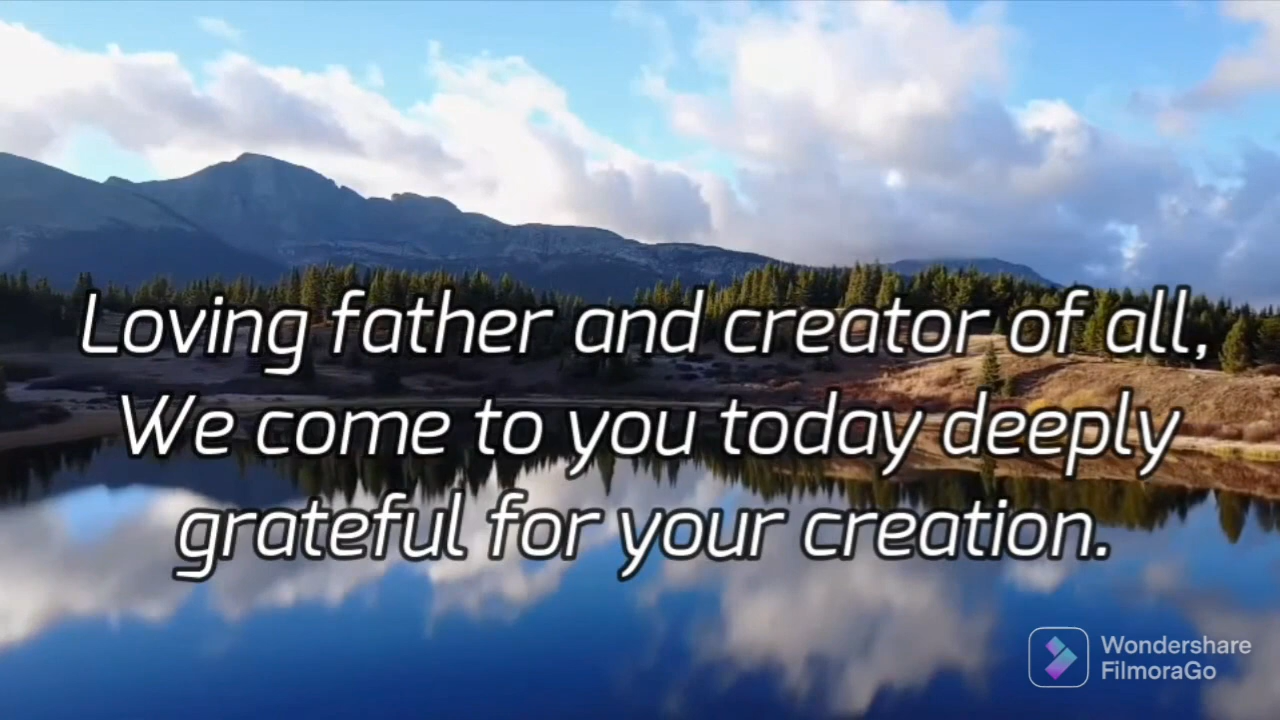 Loving father and creator of all,
We come to you today deeply
grateful for your creation.
Wondershare
FilmoraGo